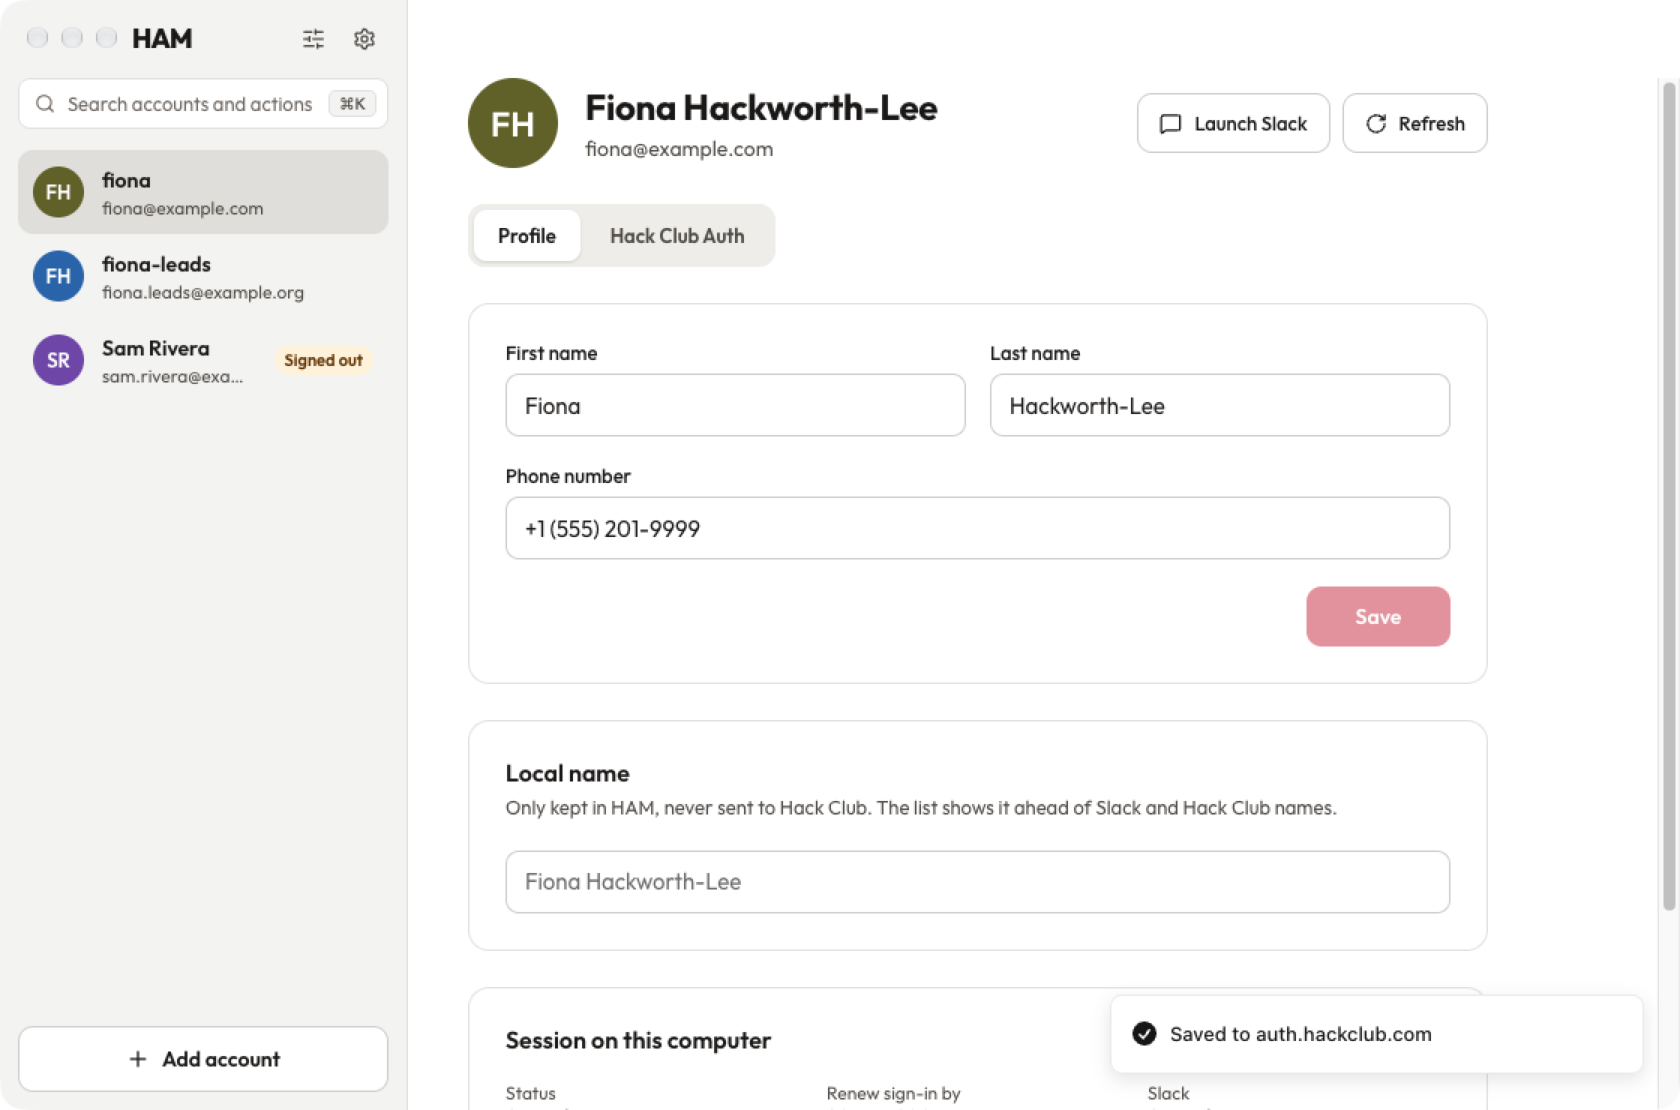 HAM
Search accounts and actions ⌘K
FH
fiona
fiona@example.com
FH
fiona-leads
fiona.leads@example.org
SR
Sam Rivera
sam.rivera@exa...
Signed out
+ Add account
FH
Fiona Hackworth-Lee
fiona@example.com
Launch Slack
Refresh
Profile
Hack Club Auth
First name
Last name
Fiona
Hackworth-Lee
Phone number
+1 (555) 201-9999
Save
Local name
Only kept in HAM, never sent to Hack Club. The list shows it ahead of Slack and Hack Club names.
Fiona Hackworth-Lee
Session on this computer
Saved to auth.hackclub.com
Status
Renew sign-in by
Slack